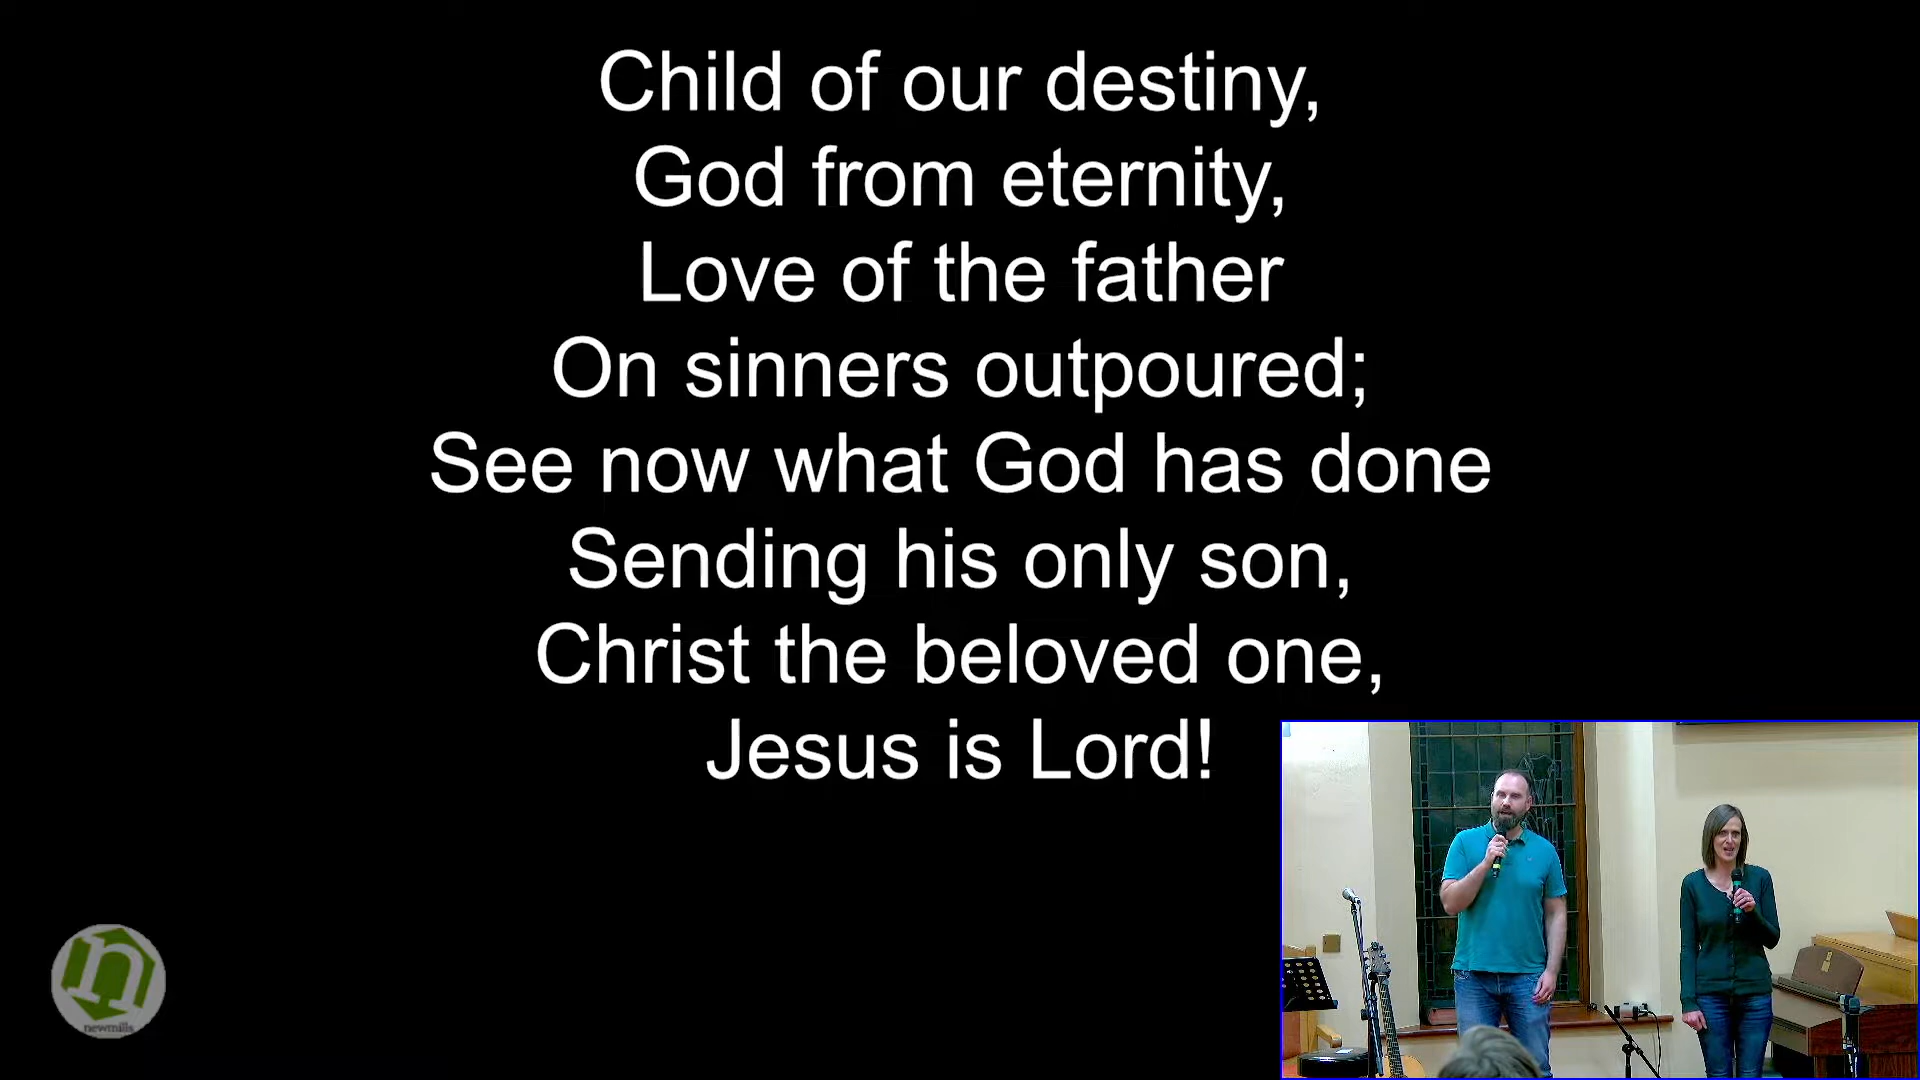 Child of our destiny,
God from eternity,
Love of the father
On sinners outpoured;
See now what God has done
Sending his only son,
Christ the beloved one,
Jesus is Lord!
n
newmills